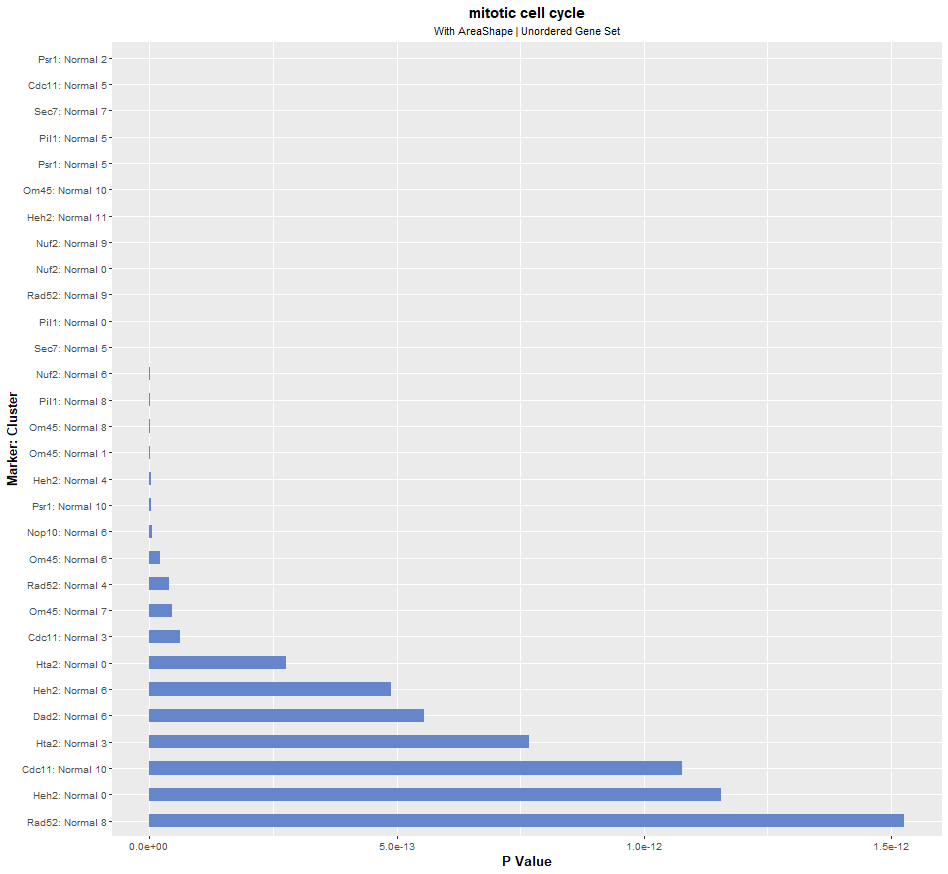 mitotic cell cycle
With AreaShape | Unordered Gene Set
Marker: Cluster
Psr1: Normal 2
Cdc11: Normal 5
Sec7: Normal 7
Pil1: Normal 5
Psr1: Normal 5
Om45: Normal 10
Heh2: Normal 11
Nuf2: Normal 9
Nuf2: Normal 0
Rad52: Normal 9
Pil1: Normal 0
Sec7: Normal 5
Nuf2: Normal 6
Pil1: Normal 8
Om45: Normal 8
Om45: Normal 1
Heh2: Normal 4
Psr1: Normal 10
Nop10: Normal 6
Om45: Normal 6
Rad52: Normal 4
Om45: Normal 7
Cdc11: Normal 3
Hta2: Normal 0
Heh2: Normal 6
Dad2: Normal 6
Hta2: Normal 3
Cdc11: Normal 10
Heh2: Normal 0
Rad52: Normal 8
0.0e+00 5.0e-13 1.0e-12 1.5e-12
P Value